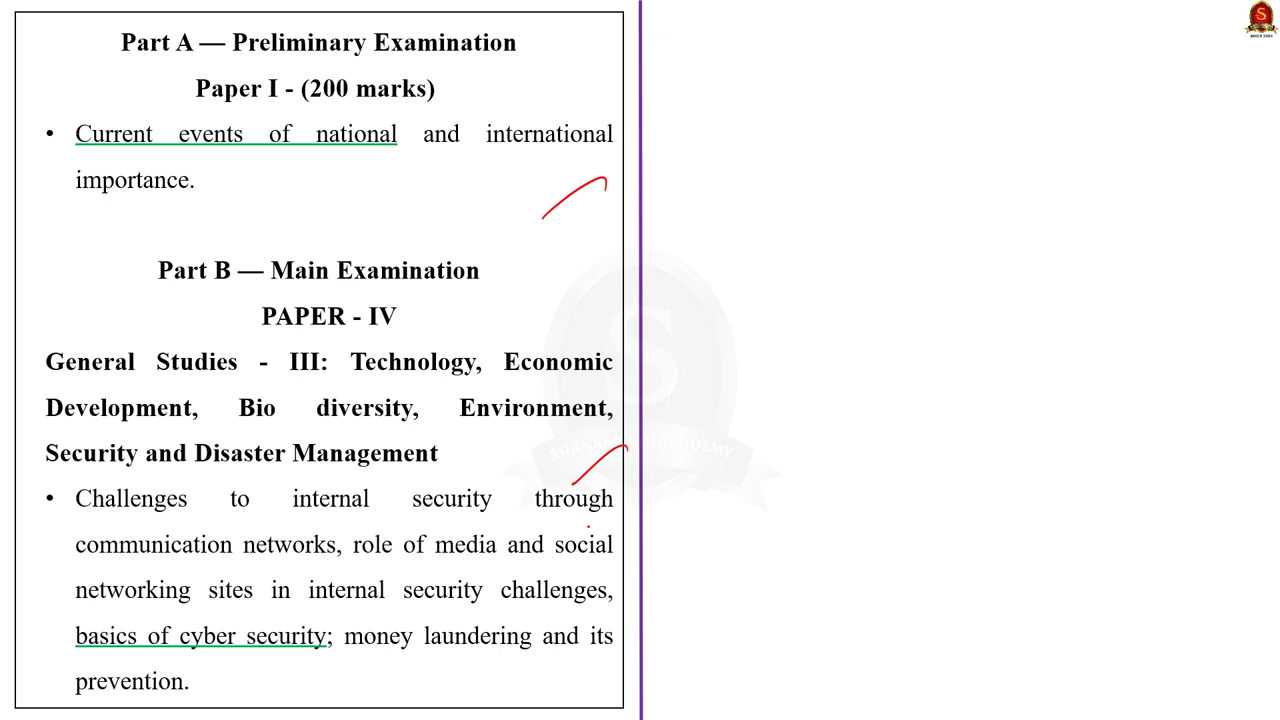 Part A — Preliminary Examination
Paper I - (200 marks)
• Current events of national and international
importance.
Part B — Main Examination
PAPER - IV
General Studies - III: Technology, Economic
Development, Bio diversity, Environment,
Security and Disaster Management
• Challenges to internal security through
communication networks, role of media and social
networking sites in internal security challenges,
basics of cyber security; money laundering and its
prevention.
S
SINCE 2004